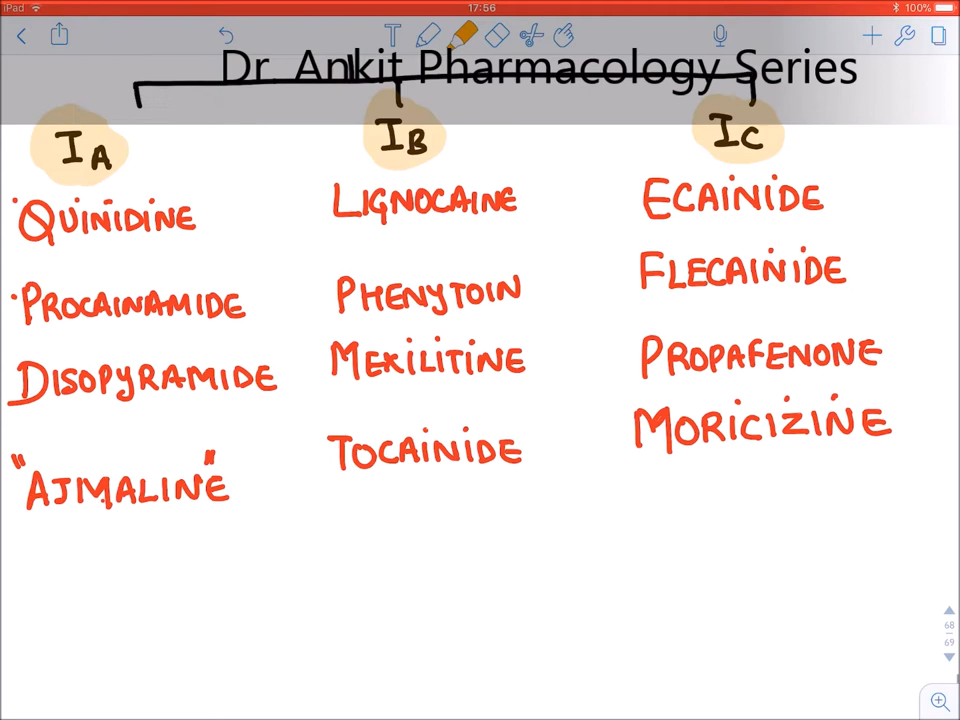 iPad 17:56 100%
Dr. Ankit Pharmacology Series
IA IB IC
QUINIDINE LIGNOCAINE ECAINIDE
PROCAINAMIDE PHENYTOIN FLECAINIDE
DISOPYRAMIDE MEXILITINE PROPAFENONE
"AJMALINE" TOCAINIDE MORICIZINE
68
69